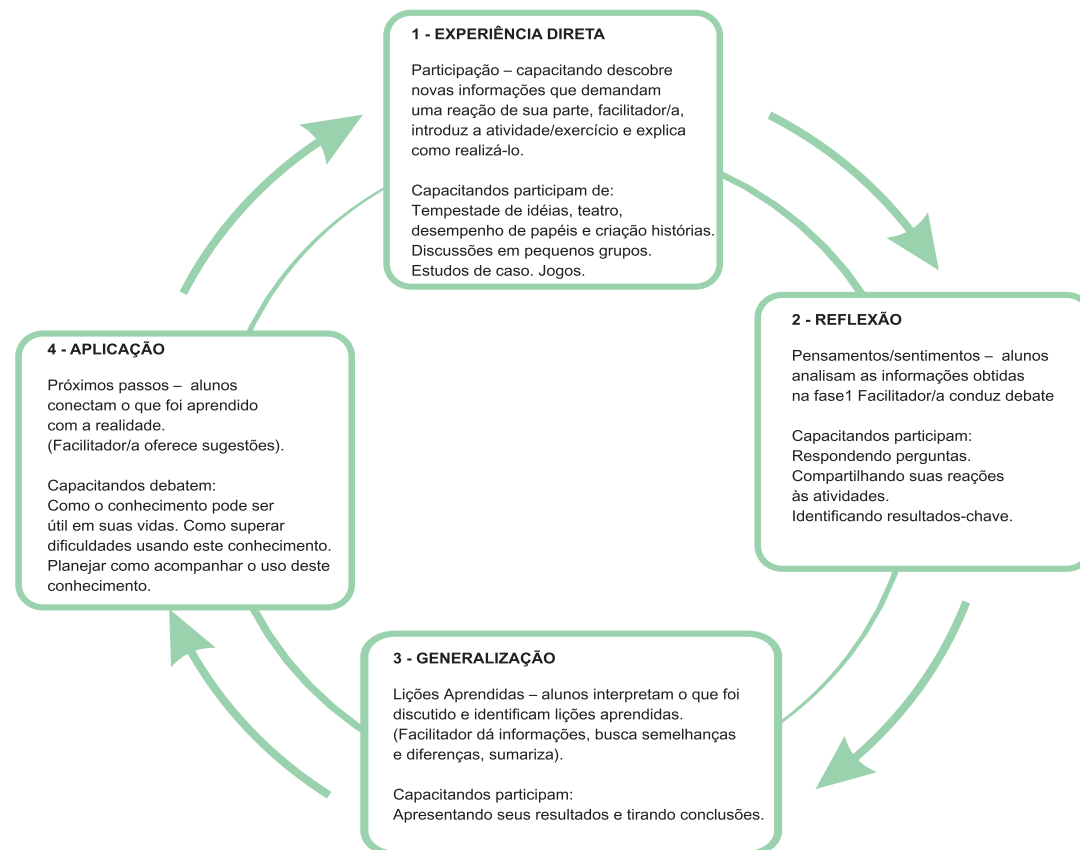 1 - EXPERIÊNCIA DIRETA
Participação – capacitando descobre
novas informações que demandam
uma reação de sua parte, facilitador/a,
introduz a atividade/exercício e explica
como realizá-lo.
Capacitandos participam de:
Tempestade de idéias, teatro,
desempenho de papéis e criação histórias.
Discussões em pequenos grupos.
Estudos de caso. Jogos.
2 - REFLEXÃO
Pensamentos/sentimentos – alunos
analisam as informações obtidas
na fase1 Facilitador/a conduz debate
Capacitandos participam:
Respondendo perguntas.
Compartilhando suas reações
às atividades.
Identificando resultados-chave.
3 - GENERALIZAÇÃO
Lições Aprendidas – alunos interpretam o que foi
discutido e identificam lições aprendidas.
(Facilitador dá informações, busca semelhanças
e diferenças, sumariza).
Capacitandos participam:
Apresentando seus resultados e tirando conclusões.
4 - APLICAÇÃO
Próximos passos – alunos
conectam o que foi aprendido
com a realidade.
(Facilitador/a oferece sugestões).
Capacitandos debatem:
Como o conhecimento pode ser
útil em suas vidas. Como superar
dificuldades usando este conhecimento.
Planejar como acompanhar o uso deste
conhecimento.